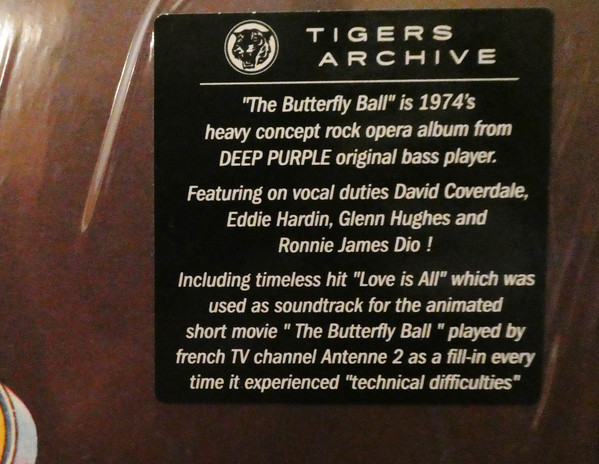 TIGERS
ARCHIVE
"The Butterfly Ball" is 1974's
heavy concept rock opera album from
DEEP PURPLE original bass player.
Featuring on vocal duties David Coverdale,
Eddie Hardin, Glenn Hughes and
Ronnie James Dio !
Including timeless hit "Love is All" which was
used as soundtrack for the animated
short movie " The Butterfly Ball " played by
french TV channel Antenne 2 as a fill-in every
time it experienced "technical difficulties"